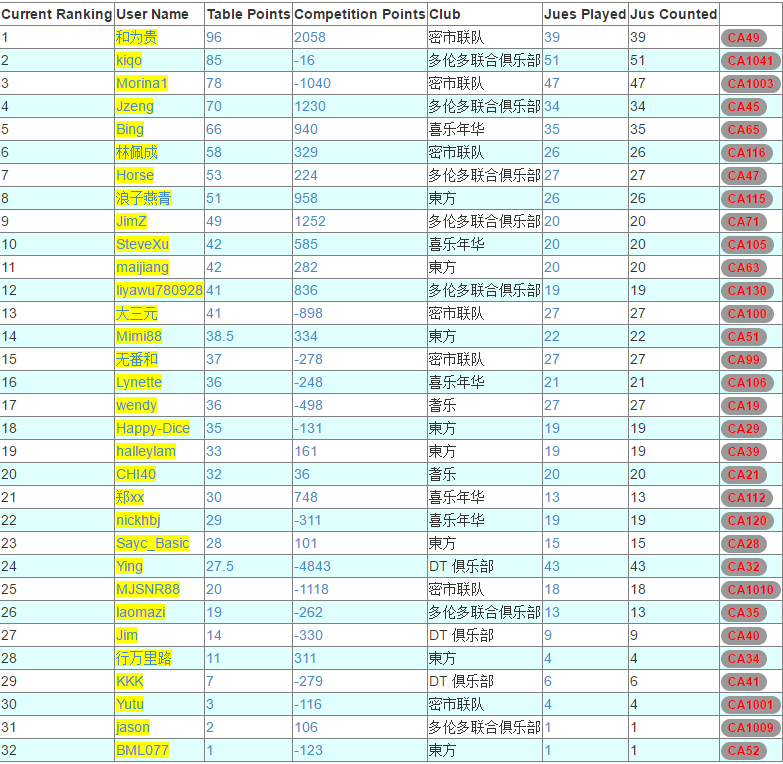 Current Ranking User Name Table Points Competition Points Club Jues Played Jus Counted
1 和为贵 96 2058 密市联队 39 39 CA49
2 kiqo 85 -16 多伦多联合俱乐部 51 51 CA1041
3 Morina1 78 -1040 密市联队 47 47 CA1003
4 Jzeng 70 1230 多伦多联合俱乐部 34 34 CA45
5 Bing 66 940 喜乐年华 35 35 CA65
6 林佩成 58 329 密市联队 26 26 CA116
7 Horse 53 224 多伦多联合俱乐部 27 27 CA47
8 浪子燕青 51 958 東方 26 26 CA115
9 JimZ 49 1252 多伦多联合俱乐部 20 20 CA71
10 SteveXu 42 585 喜乐年华 20 20 CA105
11 maijiang 42 282 東方 20 20 CA63
12 liyawu780928 41 836 多伦多联合俱乐部 19 19 CA130
13 大三元 41 -898 密市联队 27 27 CA100
14 Mimi88 38.5 334 東方 22 22 CA51
15 无番和 37 -278 密市联队 27 27 CA99
16 Lynette 36 -248 喜乐年华 21 21 CA106
17 wendy 36 -498 耆乐 27 27 CA19
18 Happy-Dice 35 -131 東方 19 19 CA29
19 halleylam 33 161 東方 19 19 CA39
20 CHI40 32 36 耆乐 20 20 CA21
21 郑xx 30 748 喜乐年华 13 13 CA112
22 nickhbj 29 -311 喜乐年华 19 19 CA120
23 Sayc_Basic 28 101 東方 15 15 CA28
24 Ying 27.5 -4843 DT 俱乐部 43 43 CA32
25 MJSNR88 20 -1118 密市联队 18 18 CA1010
26 laomazi 19 -262 多伦多联合俱乐部 13 13 CA35
27 Jim 14 -330 DT 俱乐部 9 9 CA40
28 行万里路 11 311 東方 4 4 CA34
29 KKK 7 -279 DT 俱乐部 6 6 CA41
30 Yutu 3 -116 密市联队 4 4 CA1001
31 jason 2 106 多伦多联合俱乐部 1 1 CA1009
32 BML077 1 -123 東方 1 1 CA52